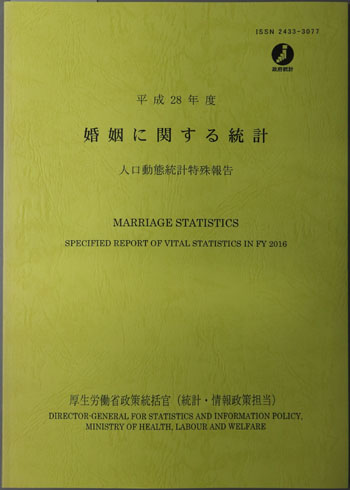 ISSN 2433-3077
政府統計
平成28年度
婚姻に関する統計
人口動態統計特殊報告
MARRIAGE STATISTICS
SPECIFIED REPORT OF VITAL STATISTICS IN FY 2016
厚生労働省政策統括官（統計・情報政策担当）
DIRECTOR-GENERAL FOR STATISTICS AND INFORMATION POLICY,
MINISTRY OF HEALTH, LABOUR AND WELFARE